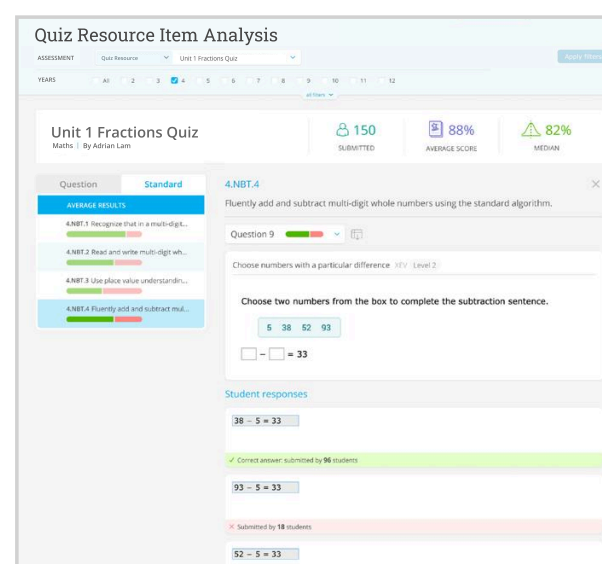 Quiz Resource Item Analysis
ASSESSMENT Quiz Resource Unit 1 Fractions Quiz Apply filters
YEARS All 2 3 4 5 6 7 8 9 10 11 12
all filters
Unit 1 Fractions Quiz
Maths | By Adrian Lam
150
SUBMITTED
88%
AVERAGE SCORE
82%
MEDIAN
Question Standard
AVERAGE RESULTS
4.NBT.1 Recognize that in a multi-digit...
4.NBT.2 Read and write multi-digit wh...
4.NBT.3 Use place value understandin...
4.NBT.4 Fluently add and subtract mul...
4.NBT.4
Fluently add and subtract multi-digit whole numbers using the standard algorithm.
Question 9
Choose numbers with a particular difference XEV Level 2
Choose two numbers from the box to complete the subtraction sentence.
5 38 52 93
– = 33
Student responses
38 – 5 = 33
Correct answer: submitted by 96 students
93 – 5 = 33
Submitted by 18 students
52 – 5 = 33